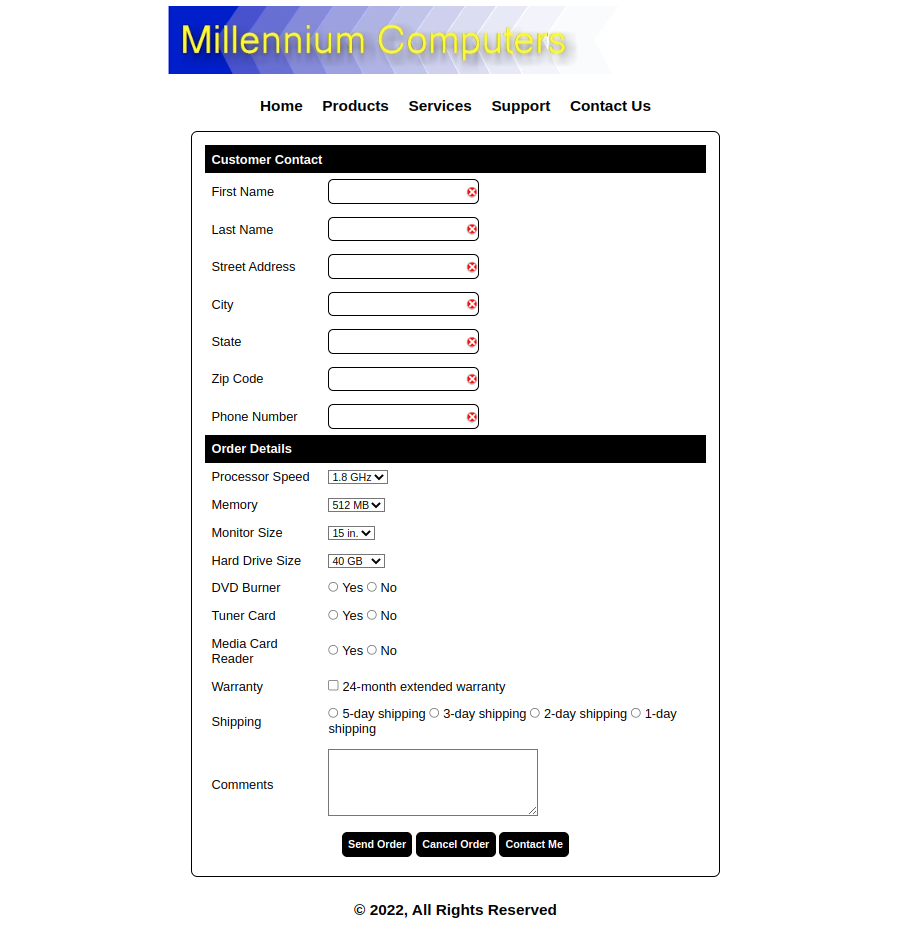 Millennium Computers
Home Products Services Support Contact Us
Customer Contact
First Name
Last Name
Street Address
City
State
Zip Code
Phone Number
Order Details
Processor Speed 1.8 GHz
Memory 512 MB
Monitor Size 15 in.
Hard Drive Size 40 GB
DVD Burner Yes No
Tuner Card Yes No
Media Card
Reader
Yes No
Warranty 24-month extended warranty
Shipping
5-day shipping 3-day shipping 2-day shipping 1-day
shipping
Comments
Send Order Cancel Order Contact Me
© 2022, All Rights Reserved